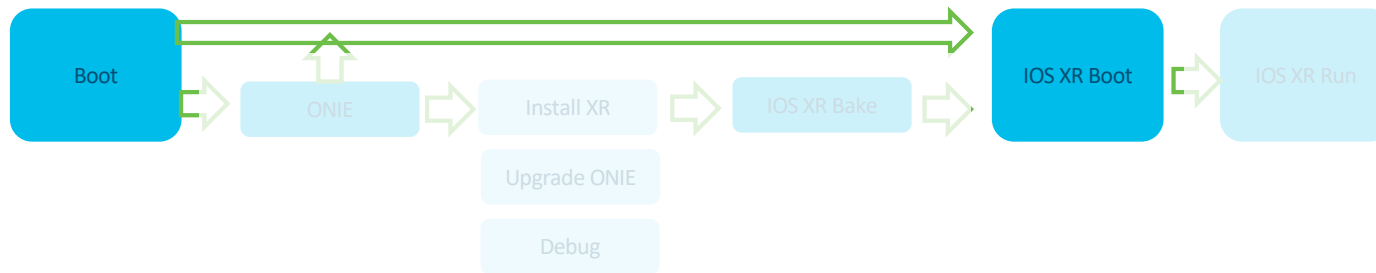 Boot
ONIE
Install XR
IOS XR Bake
IOS XR Boot
IOS XR Run
Upgrade ONIE
Debug